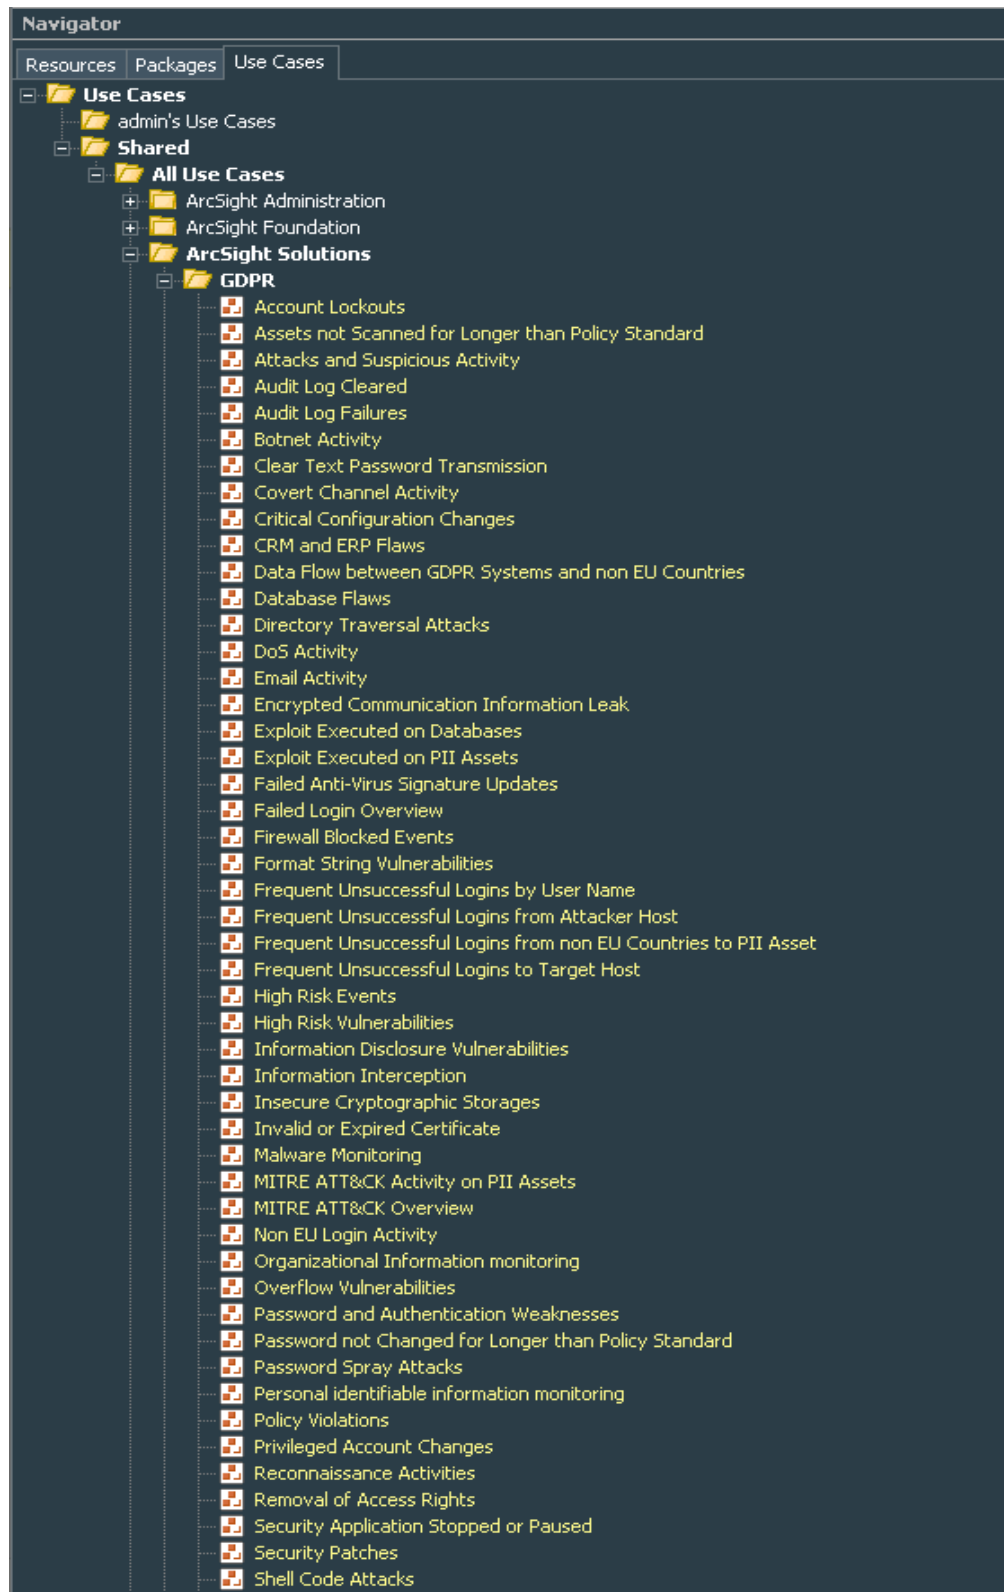 Navigator
Resources Packages Use Cases
Use Cases
admin's Use Cases
Shared
All Use Cases
ArcSight Administration
ArcSight Foundation
ArcSight Solutions
GDPR
Account Lockouts
Assets not Scanned for Longer than Policy Standard
Attacks and Suspicious Activity
Audit Log Cleared
Audit Log Failures
Botnet Activity
Clear Text Password Transmission
Covert Channel Activity
Critical Configuration Changes
CRM and ERP Flaws
Data Flow between GDPR Systems and non EU Countries
Database Flaws
Directory Traversal Attacks
DoS Activity
Email Activity
Encrypted Communication Information Leak
Exploit Executed on Databases
Exploit Executed on PII Assets
Failed Anti-Virus Signature Updates
Failed Login Overview
Firewall Blocked Events
Format String Vulnerabilities
Frequent Unsuccessful Logins by User Name
Frequent Unsuccessful Logins from Attacker Host
Frequent Unsuccessful Logins from non EU Countries to PII Asset
Frequent Unsuccessful Logins to Target Host
High Risk Events
High Risk Vulnerabilities
Information Disclosure Vulnerabilities
Information Interception
Insecure Cryptographic Storages
Invalid or Expired Certificate
Malware Monitoring
MITRE ATT&CK Activity on PII Assets
MITRE ATT&CK Overview
Non EU Login Activity
Organizational Information monitoring
Overflow Vulnerabilities
Password and Authentication Weaknesses
Password not Changed for Longer than Policy Standard
Password Spray Attacks
Personal identifiable information monitoring
Policy Violations
Privileged Account Changes
Reconnaissance Activities
Removal of Access Rights
Security Application Stopped or Paused
Security Patches
Shell Code Attacks